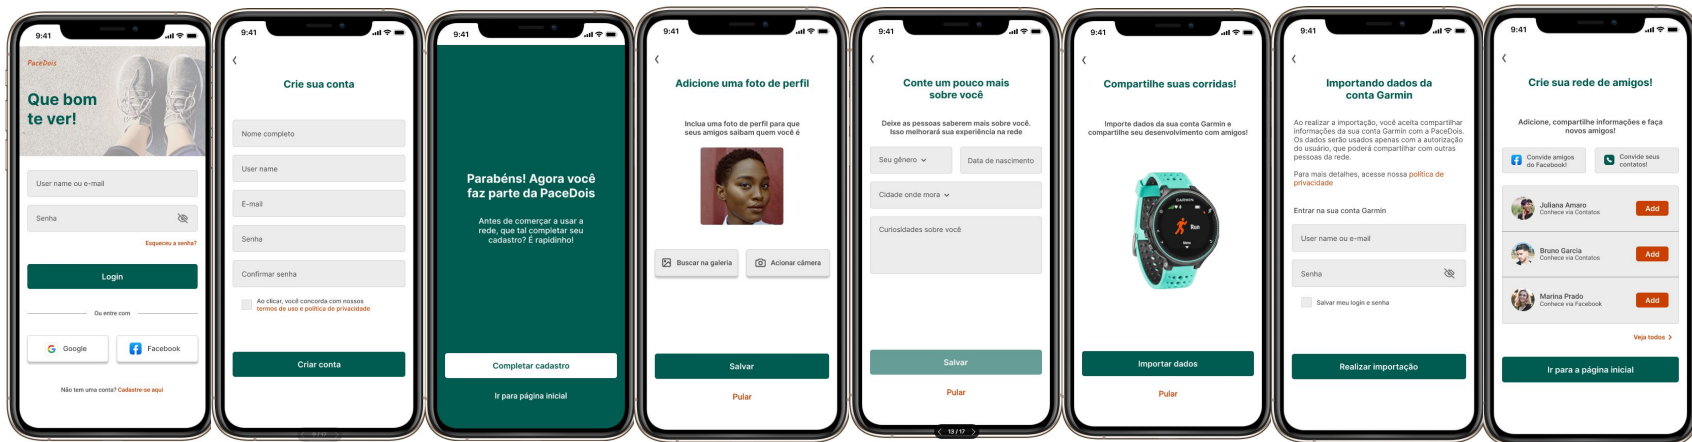 9:41
PaceDois
Que bom
te ver!
User name ou e-mail
Senha
Esqueceu a senha?
Login
Ou entre com
Google
Facebook
Não tem uma conta? Cadastre-se aqui
9:41
Crie sua conta
Nome completo
User name
E-mail
Senha
Confirmar senha
Ao clicar, você concorda com nossos
termos de uso e política de privacidade
Criar conta
9:41
Parabéns! Agora você
faz parte da PaceDois
Antes de comerçar a usar a
rede, que tal completar seu
cadastro? É rapidinho!
Completar cadastro
Ir para página inicial
9:41
Adicione uma foto de perfil
Inclua uma foto de perfil para que
seus amigos saibam quem você é
Buscar na galeria
Acionar câmera
Salvar
Pular
9:41
Conte um pouco mais
sobre você
Deixe as pessoas saberem mais sobre você.
Isso melhorará sua experiência na rede
Seu gênero
Data de nascimento
Cidade onde mora
Curiosidades sobre você
Salvar
Pular
13 / 17
9:41
Compartilhe suas corridas!
Importe dados da sua conta Garmin e
compartilhe seu desenvolvimento com amigos!
GARMIN
Run
Importar dados
Pular
9:41
Importando dados da
conta Garmin
Ao realizar a importação, você aceita compartilhar
informações da sua conta Garmin com a PaceDois.
Os dados serão usados apenas com a autorização
do usuário, que poderá compartilhar com outras
pessoas da rede.
Para mais detalhes, acesse nossa política de
privacidade
Entrar na sua conta Garmin
User name ou e-mail
Senha
Salvar meu login e senha
Realizar importação
9:41
Crie sua rede de amigos!
Adicione, compartilhe informações e faça
novos amigos!
Convide amigos
do Facebook!
Convide seus
contatos!
Juliana Amaro
Conhece via Contatos
Add
Bruno Garcia
Conhece via Contatos
Add
Marina Prado
Conhece via Facebook
Add
Veja todos
Ir para a página inicial